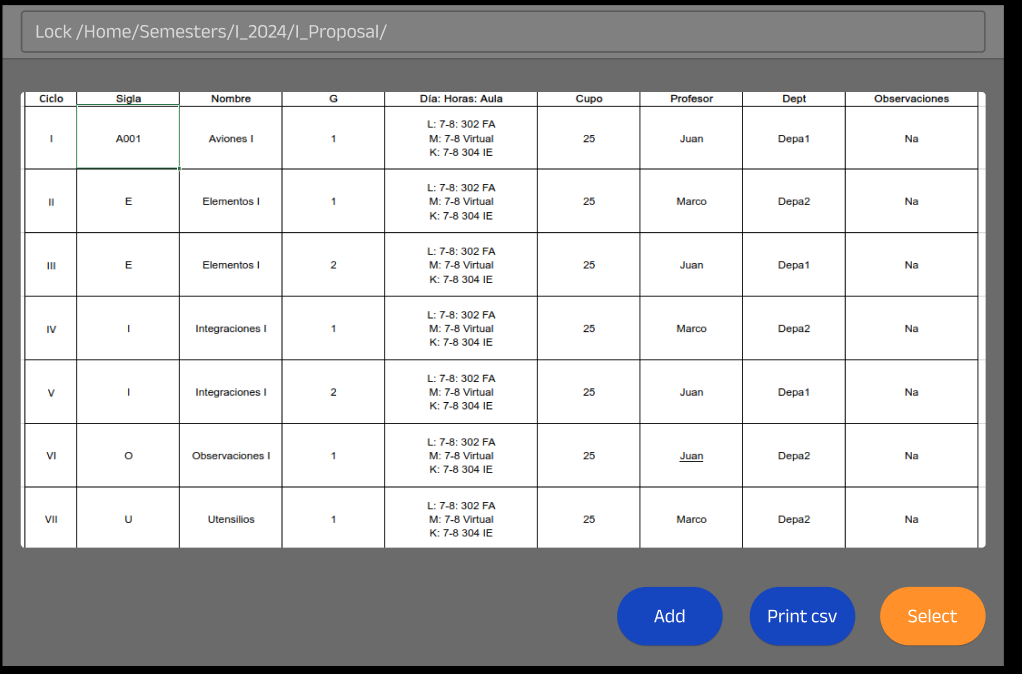 Lock /Home/Semesters/I_2024/I_Proposal/
Ciclo Sigla Nombre G Día: Horas: Aula Cupo Profesor Dept Observaciones
I A001 Aviones I 1 L: 7-8: 302 FA
M: 7-8 Virtual
K: 7-8 304 IE 25 Juan Depa1 Na
II E Elementos I 1 L: 7-8: 302 FA
M: 7-8 Virtual
K: 7-8 304 IE 25 Marco Depa2 Na
III E Elementos I 2 L: 7-8: 302 FA
M: 7-8 Virtual
K: 7-8 304 IE 25 Juan Depa1 Na
IV I Integraciones I 1 L: 7-8: 302 FA
M: 7-8 Virtual
K: 7-8 304 IE 25 Marco Depa2 Na
V I Integraciones I 2 L: 7-8: 302 FA
M: 7-8 Virtual
K: 7-8 304 IE 25 Juan Depa1 Na
VI O Observaciones I 1 L: 7-8: 302 FA
M: 7-8 Virtual
K: 7-8 304 IE 25 Juan Depa2 Na
VII U Utensilios 1 L: 7-8: 302 FA
M: 7-8 Virtual
K: 7-8 304 IE 25 Marco Depa2 Na
Add Print csv Select